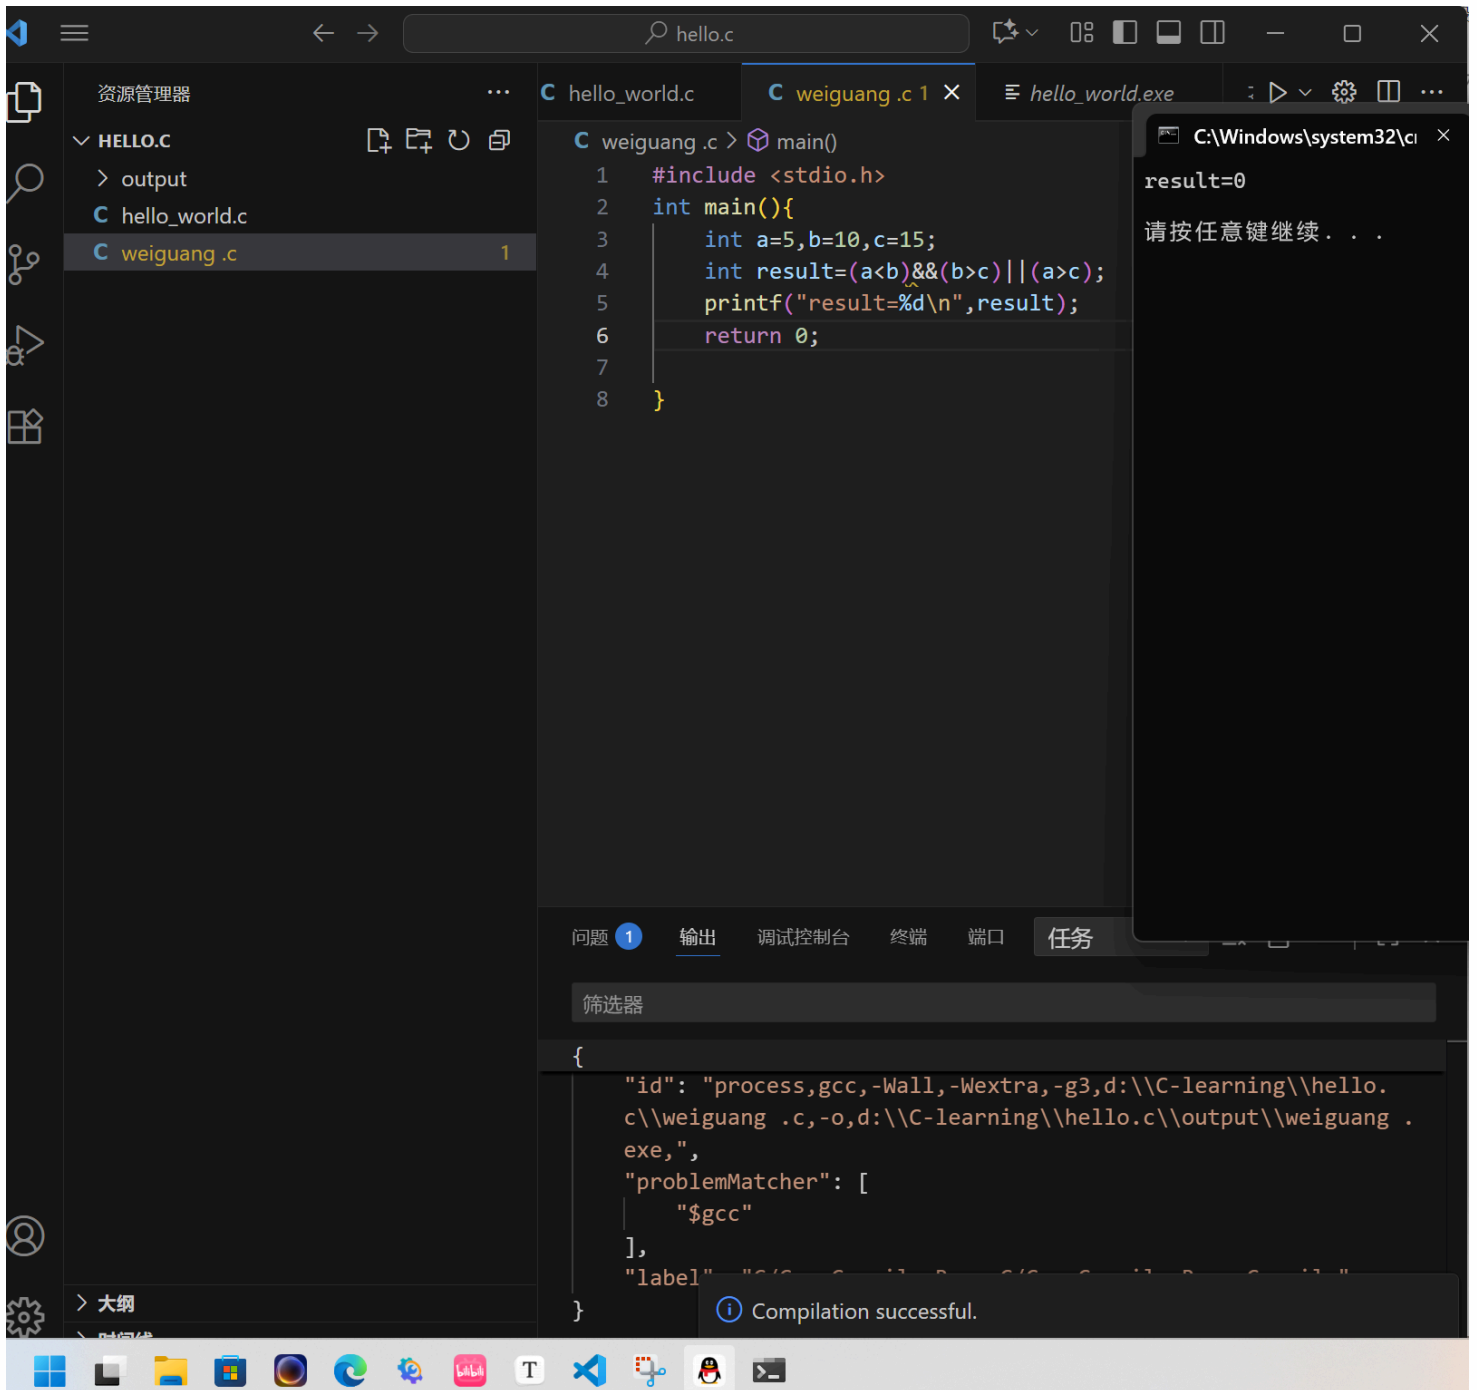 hello.c
资源管理器
HELLO.C
output
hello_world.c
weiguang .c 1
hello_world.c
weiguang .c 1
hello_world.exe
weiguang .c > main()
1 #include <stdio.h>
2 int main(){
3 int a=5,b=10,c=15;
4 int result=(a<b)&&(b>c)||(a>c);
5 printf("result=%d\n",result);
6 return 0;
7
8 }
C:\Windows\system32\c
result=0
请按任意键继续. . .
问题 1 输出 调试控制台 终端 端口 任务
筛选器
{
"id": "process,gcc,-Wall,-Wextra,-g3,d:\\C-learning\\hello.
c\\weiguang .c,-o,d:\\C-learning\\hello.c\\output\\weiguang .
exe,",
"problemMatcher": [
"$gcc"
],
"label"
}
Compilation successful.
大纲
时间线
bilibili
T